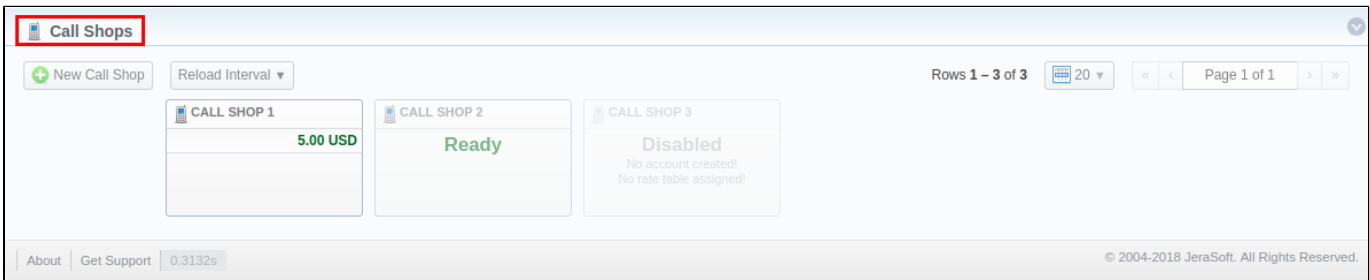 Call Shops
New Call Shop Reload Interval Rows 1 – 3 of 3 20 « ‹ Page 1 of 1 › »
CALL SHOP 1 CALL SHOP 2 CALL SHOP 3
5.00 USD Ready Disabled
No account created!
No rate table assigned!
About Get Support 0.3132s © 2004-2018 JeraSoft. All Rights Reserved.